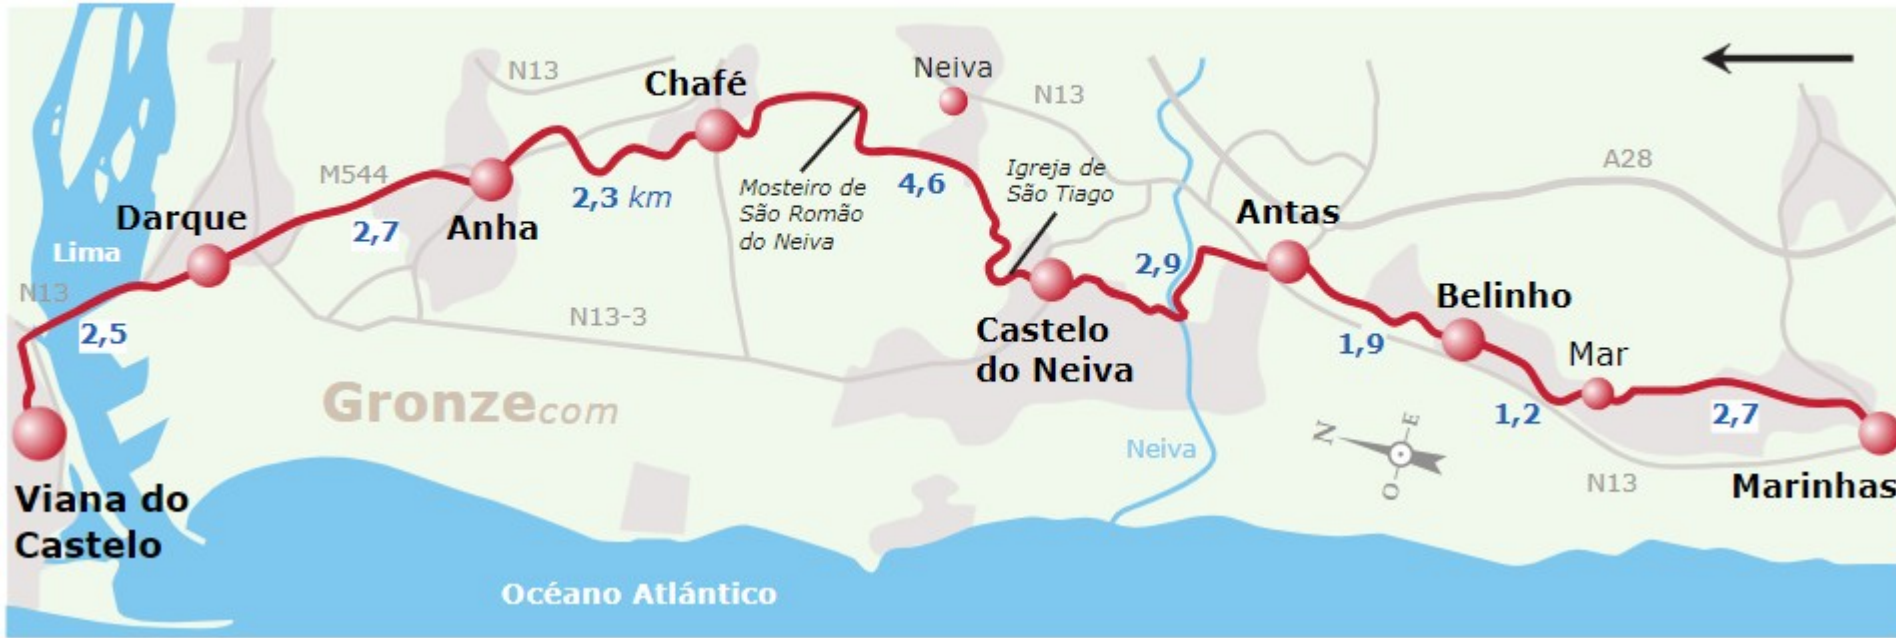 N13
Chafé
Neiva
N13
M544
A28
Darque
Anha
2,7
2,3 km
Mosteiro de
São Romão
do Neiva
4,6
Igreja de
São Tiago
Antas
Lima
N13
2,5
N13-3
2,9
Castelo
do Neiva
1,9
Belinho
Mar
1,2
2,7
Gronze.com
N
E
O
Neiva
N13
Marinhas
Viana do
Castelo
Océano Atlántico